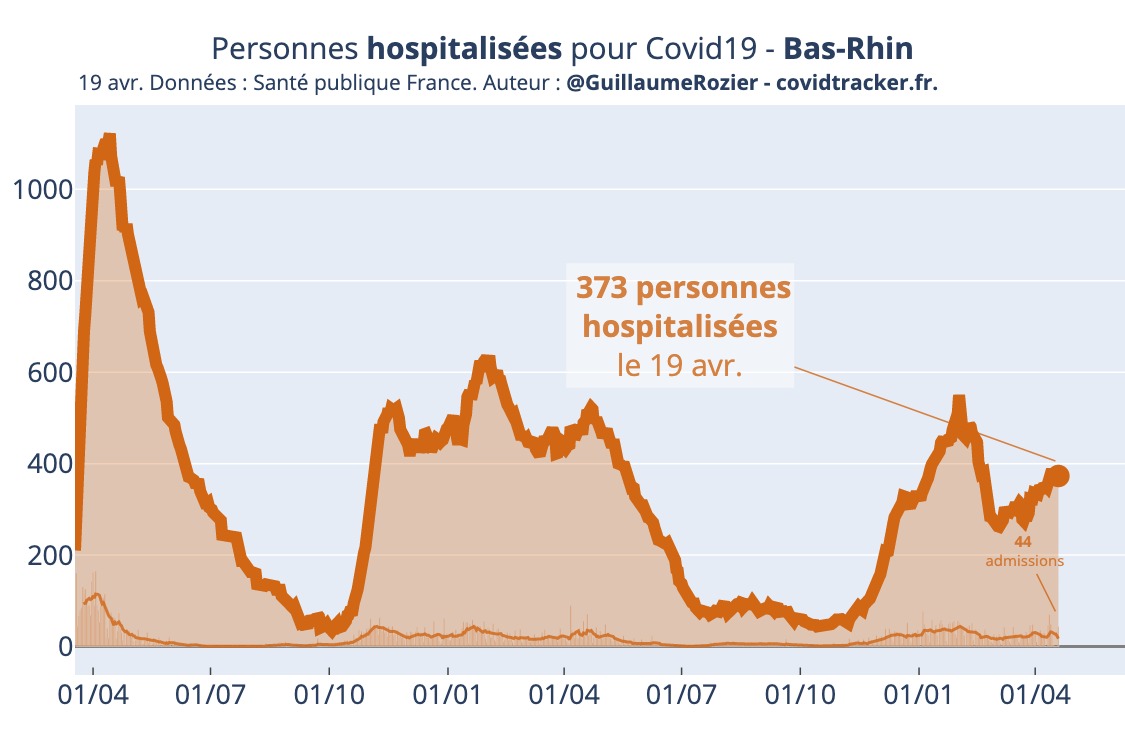 Personnes hospitalisées pour Covid19 - Bas-Rhin
19 avr. Données : Santé publique France. Auteur : @GuillaumeRozier - covidtracker.fr.
1000
800
600
400
200
0
373 personnes
hospitalisées
le 19 avr.
44
admissions
01/04 01/07 01/10 01/01 01/04 01/07 01/10 01/01 01/04